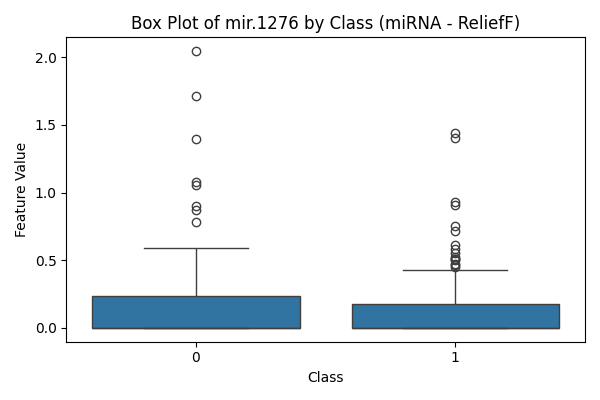 Box Plot of mir.1276 by Class (miRNA - ReliefF)
Feature Value
2.0
1.5
1.0
0.5
0.0
0
1
Class